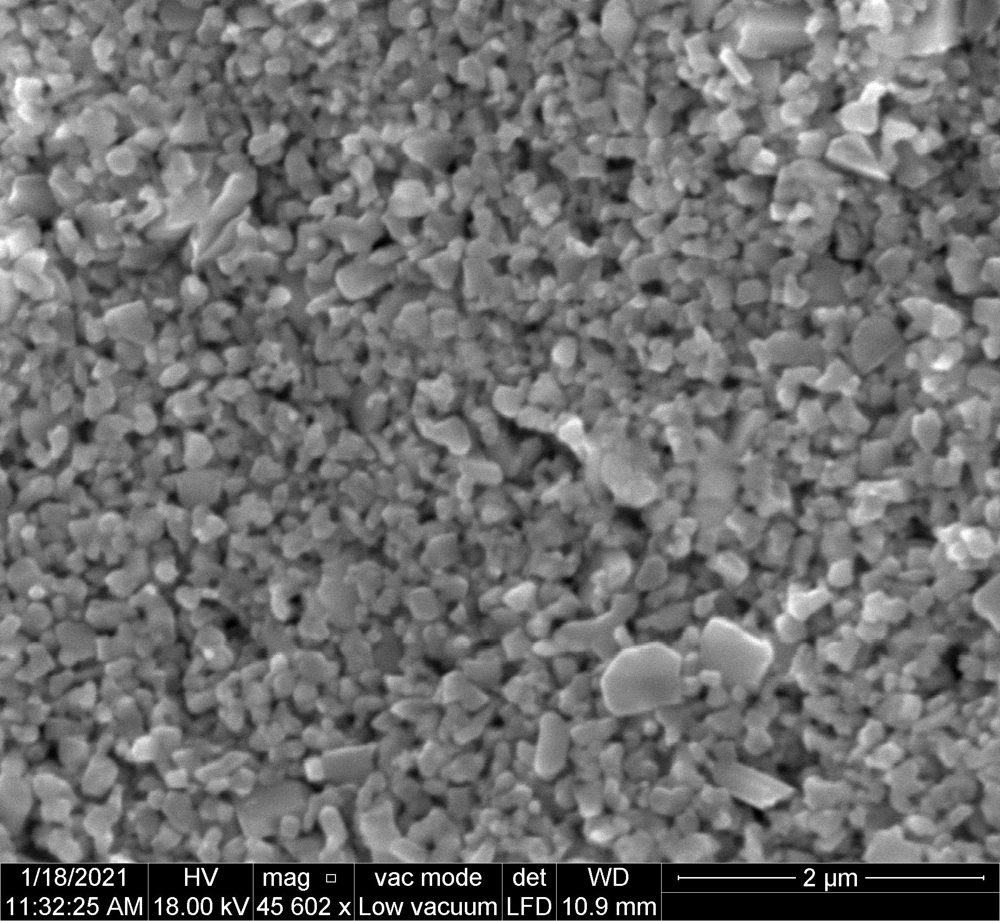 1/18/2021 HV mag □ vac mode det WD 2 µm
11:32:25 AM 18.00 kV 45 602 x Low vacuum LFD 10.9 mm